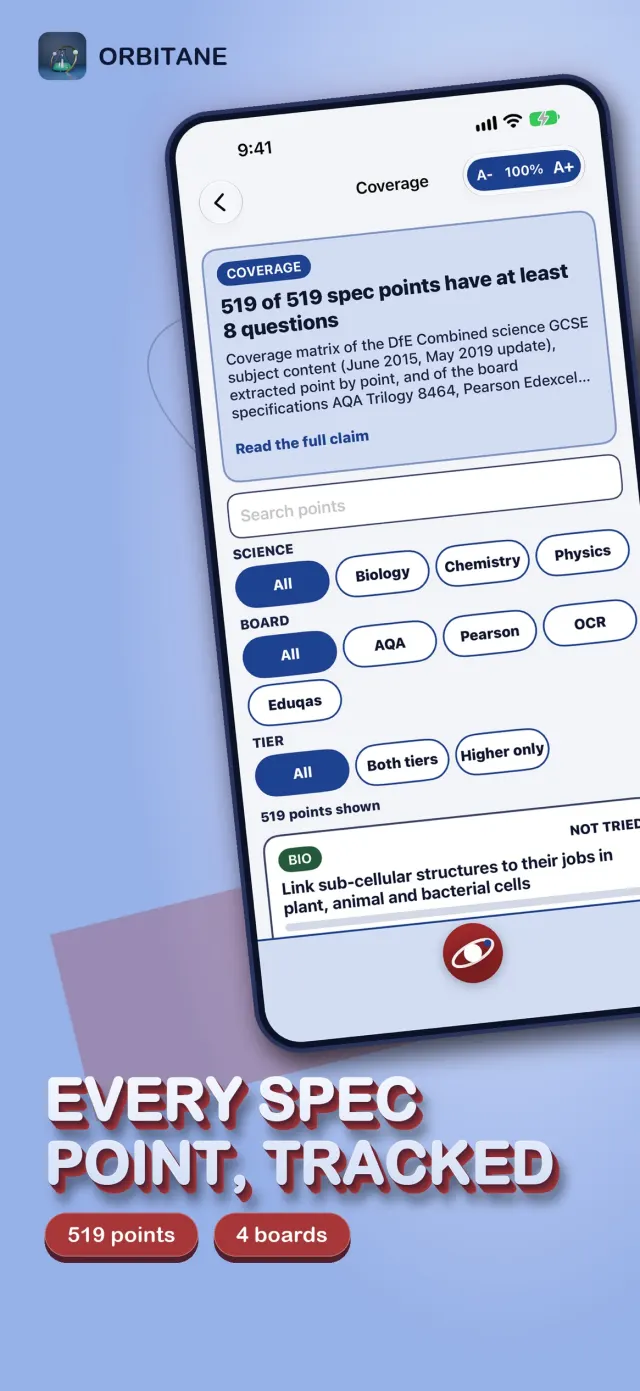 ORBITANE
9:41
A- 100% A+
Coverage
COVERAGE
519 of 519 spec points have at least
8 questions
Coverage matrix of the DfE Combined science GCSE
subject content (June 2015, May 2019 update),
extracted point by point, and of the board
specifications AQA Trilogy 8464, Pearson Edexcel...
Read the full claim
Search points
SCIENCE
All Biology Chemistry Physics
BOARD
All AQA Pearson OCR
Eduqas
TIER
All Both tiers Higher only
519 points shown
NOT TRIED
BIO
Link sub-cellular structures to their jobs in
plant, animal and bacterial cells
EVERY SPEC
POINT, TRACKED
519 points 4 boards